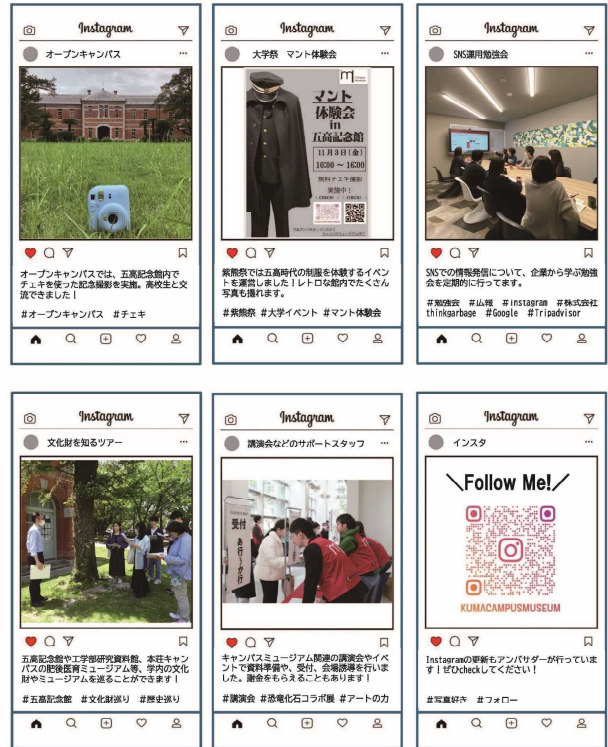 Instagram
オープンキャンパス
オープンキャンパスでは、五高記念館内で
チェキを使った記念撮影を実施。高校生と交
流できました！
#オープンキャンパス #チェキ
Instagram
大学祭 マント体験会
マント
体験会
in
五高記念館
11月3日(金)
10:00 ～ 16:00
無料チェキ撮影
実施中！
紫熊祭では五高時代の制服を体験するイベン
トを運営しました！レトロな館内でたくさん
写真も撮れます。
#紫熊祭 #大学イベント #マント体験会
Instagram
SNS運用勉強会
SNSでの情報発信について、企業から学ぶ勉強
会を定期的に行ってます。
#勉強会 #広報 #instagram #株式会社
thinkgarbage #Google #Tripadvisor
Instagram
文化財を知るツアー
五高記念館や工学部研究資料館、本荘キャン
パスの肥後医育ミュージアム等、学内の文化
財やミュージアムを巡ることができます！
#五高記念館 #文化財巡り #歴史巡り
Instagram
講演会などのサポートスタッフ
受付
あ行～か行
キャンパスミュージアム関連の講演会やイベ
ントで資料準備や、受付、会場誘導を行いま
した。謝金をもらえることもあります！
#講演会 #恐竜化石コラボ展 #アートの力
Instagram
インスタ
＼Follow Me!／
KUMACAMPUSMUSEUM
Instagramの更新もアンバサダーが行っていま
す！ぜひcheckしてください！
#写真好き #フォロー